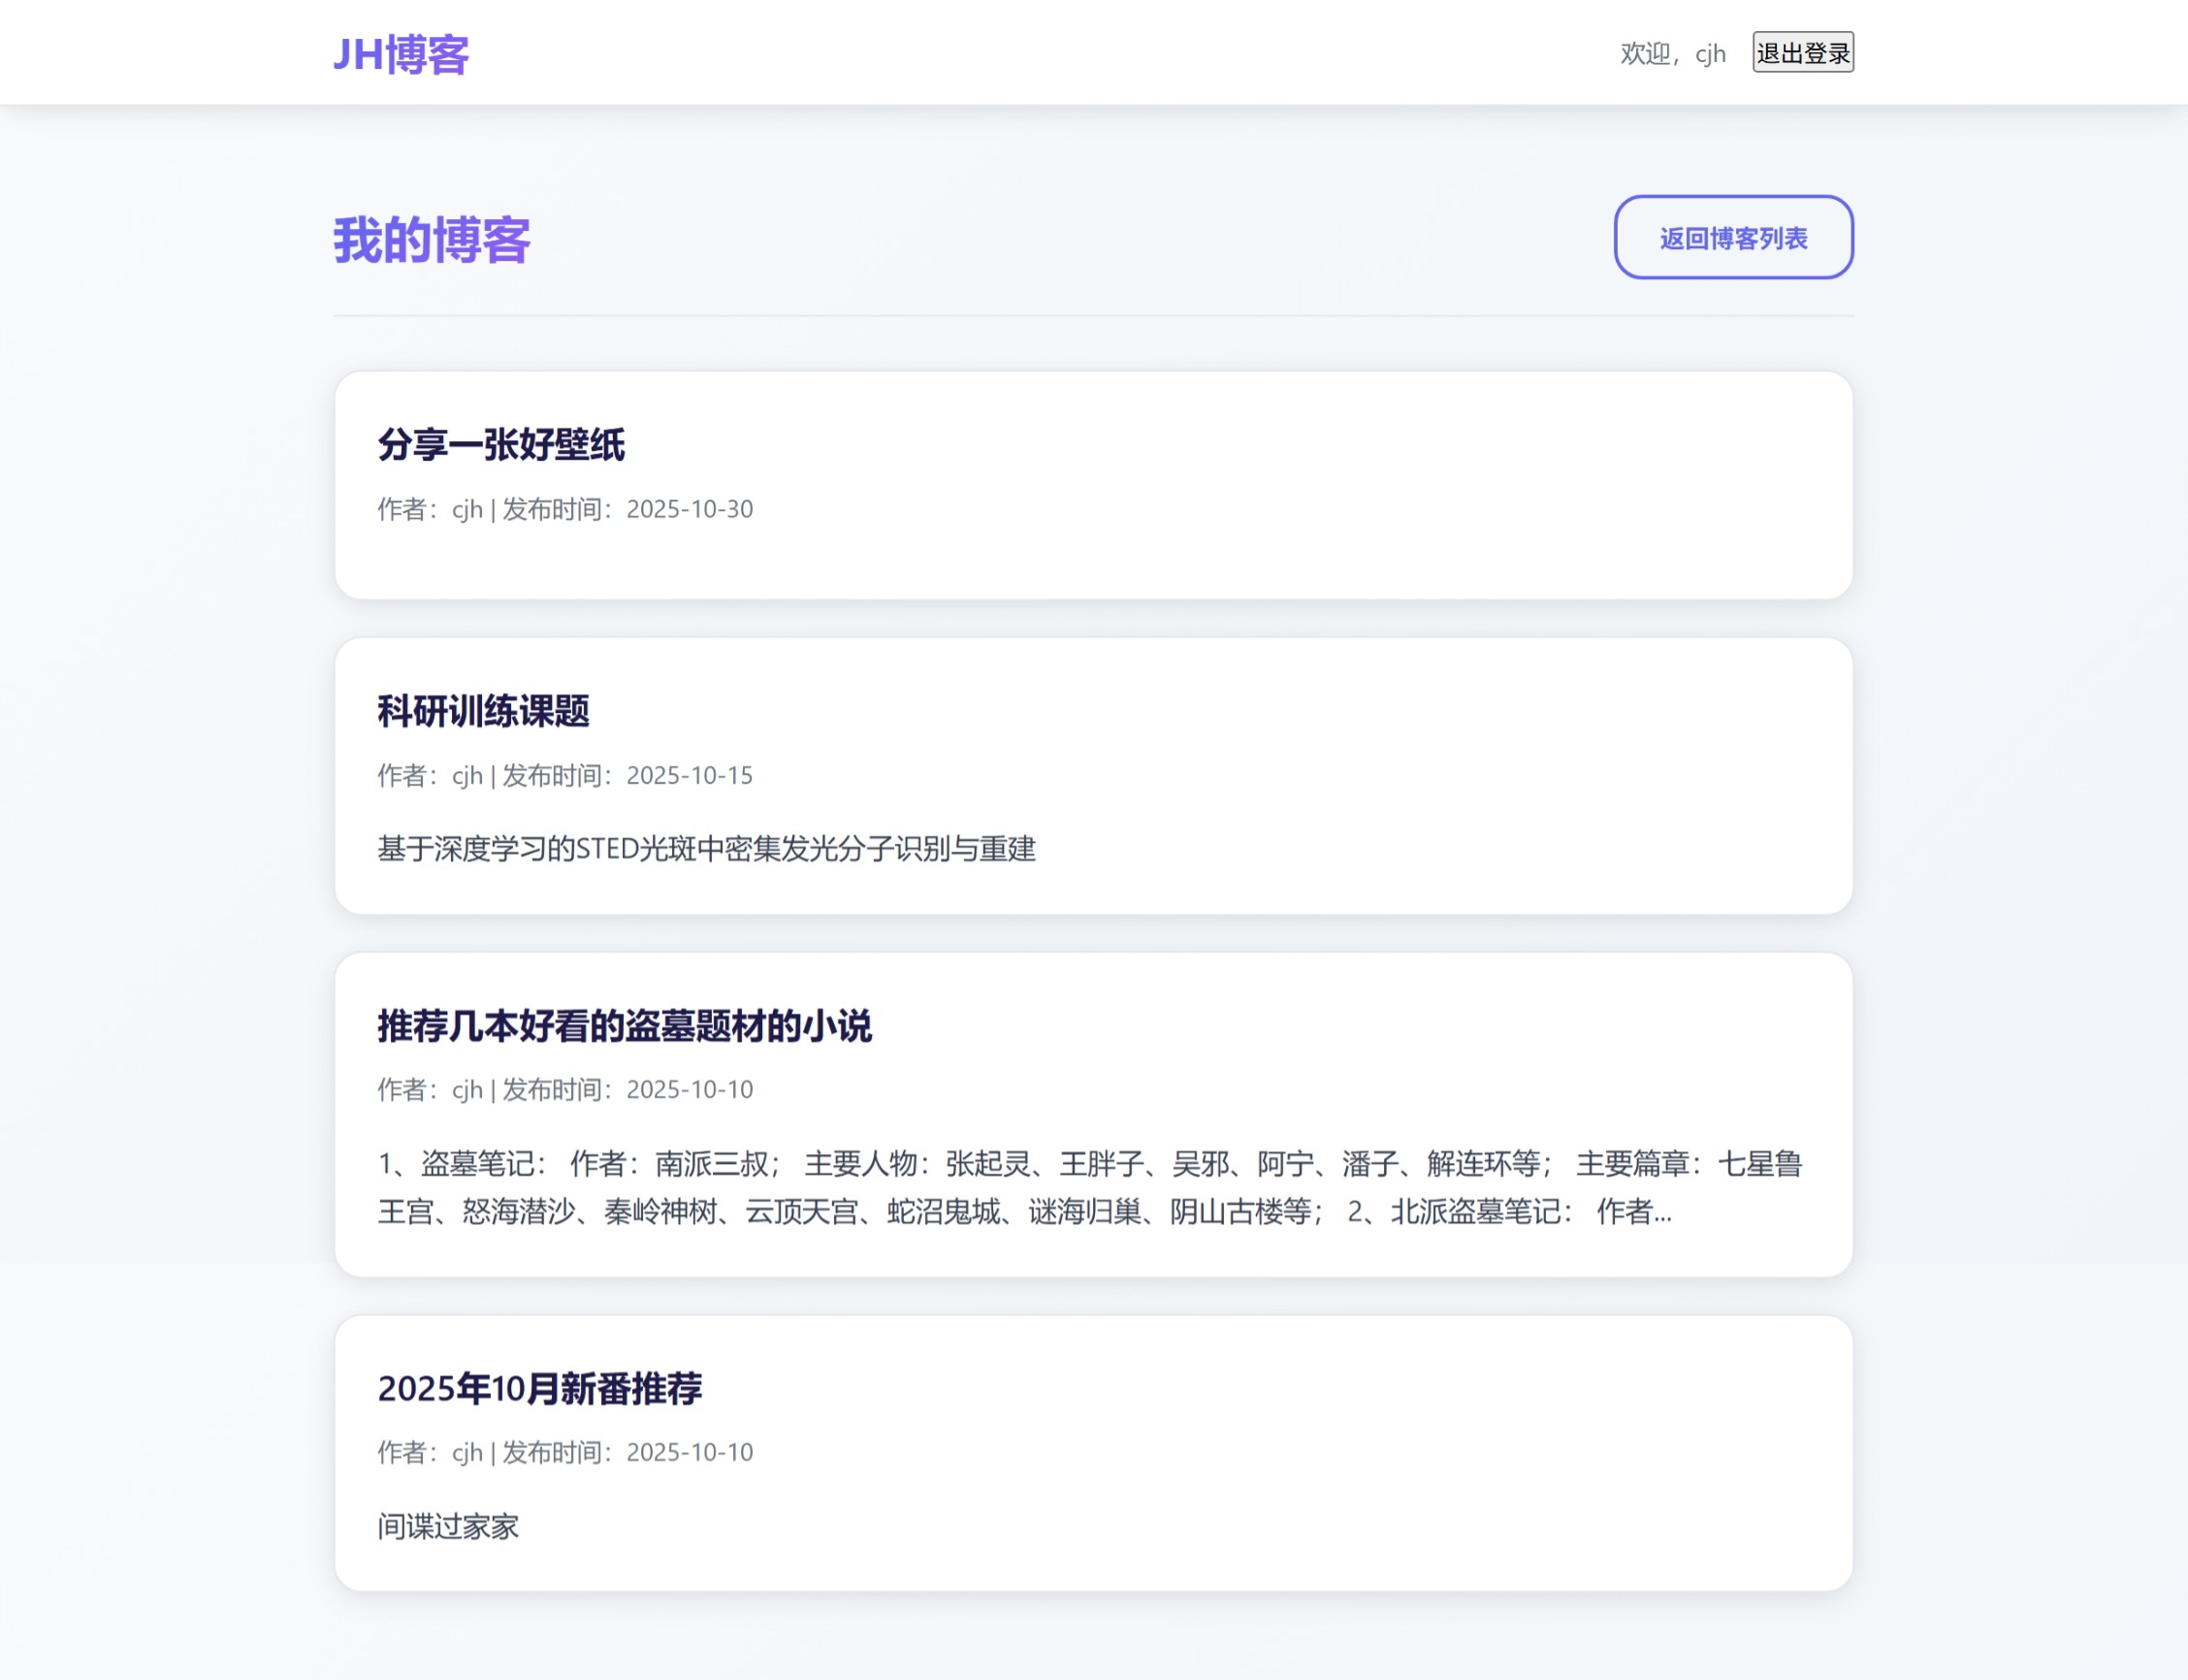 JH博客
欢迎，cjh 退出登录
我的博客
返回博客列表
分享一张好壁纸
作者：cjh | 发布时间：2025-10-30
科研训练课题
作者：cjh | 发布时间：2025-10-15
基于深度学习的STED光斑中密集发光分子识别与重建
推荐几本好看的盗墓题材的小说
作者：cjh | 发布时间：2025-10-10
1、盗墓笔记： 作者：南派三叔； 主要人物：张起灵、王胖子、吴邪、阿宁、潘子、解连环等； 主要篇章：七星鲁
王宫、怒海潜沙、秦岭神树、云顶天宫、蛇沼鬼城、谜海归巢、阴山古楼等； 2、北派盗墓笔记： 作者...
2025年10月新番推荐
作者：cjh | 发布时间：2025-10-10
间谍过家家